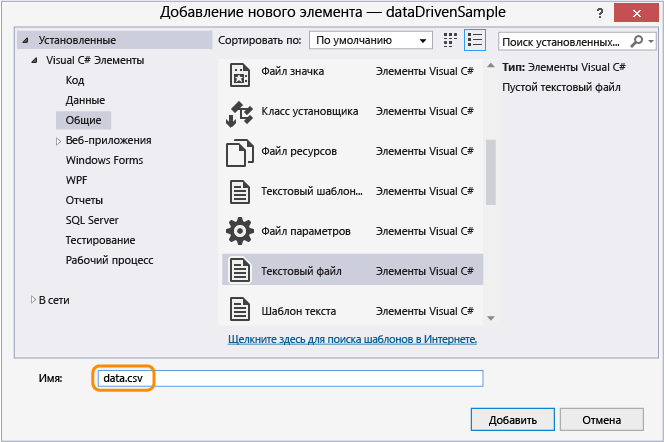 Добавление нового элемента — dataDrivenSample
?
Установленные
Visual C# Элементы
Код
Данные
Общие
Веб-приложения
Windows Forms
WPF
Отчеты
SQL Server
Тестирование
Рабочий процесс
В сети
Сортировать по: По умолчанию
Файл значка Элементы Visual C#
Класс установщика Элементы Visual C#
Файл ресурсов Элементы Visual C#
Текстовый шаблон... Элементы Visual C#
Файл параметров Элементы Visual C#
Текстовый файл Элементы Visual C#
Шаблон текста Элементы Visual C#
Щелкните здесь для поиска шаблонов в Интернете.
Поиск установленных...
Тип: Элементы Visual C#
Пустой текстовый файл
Имя: data.csv
Добавить Отмена